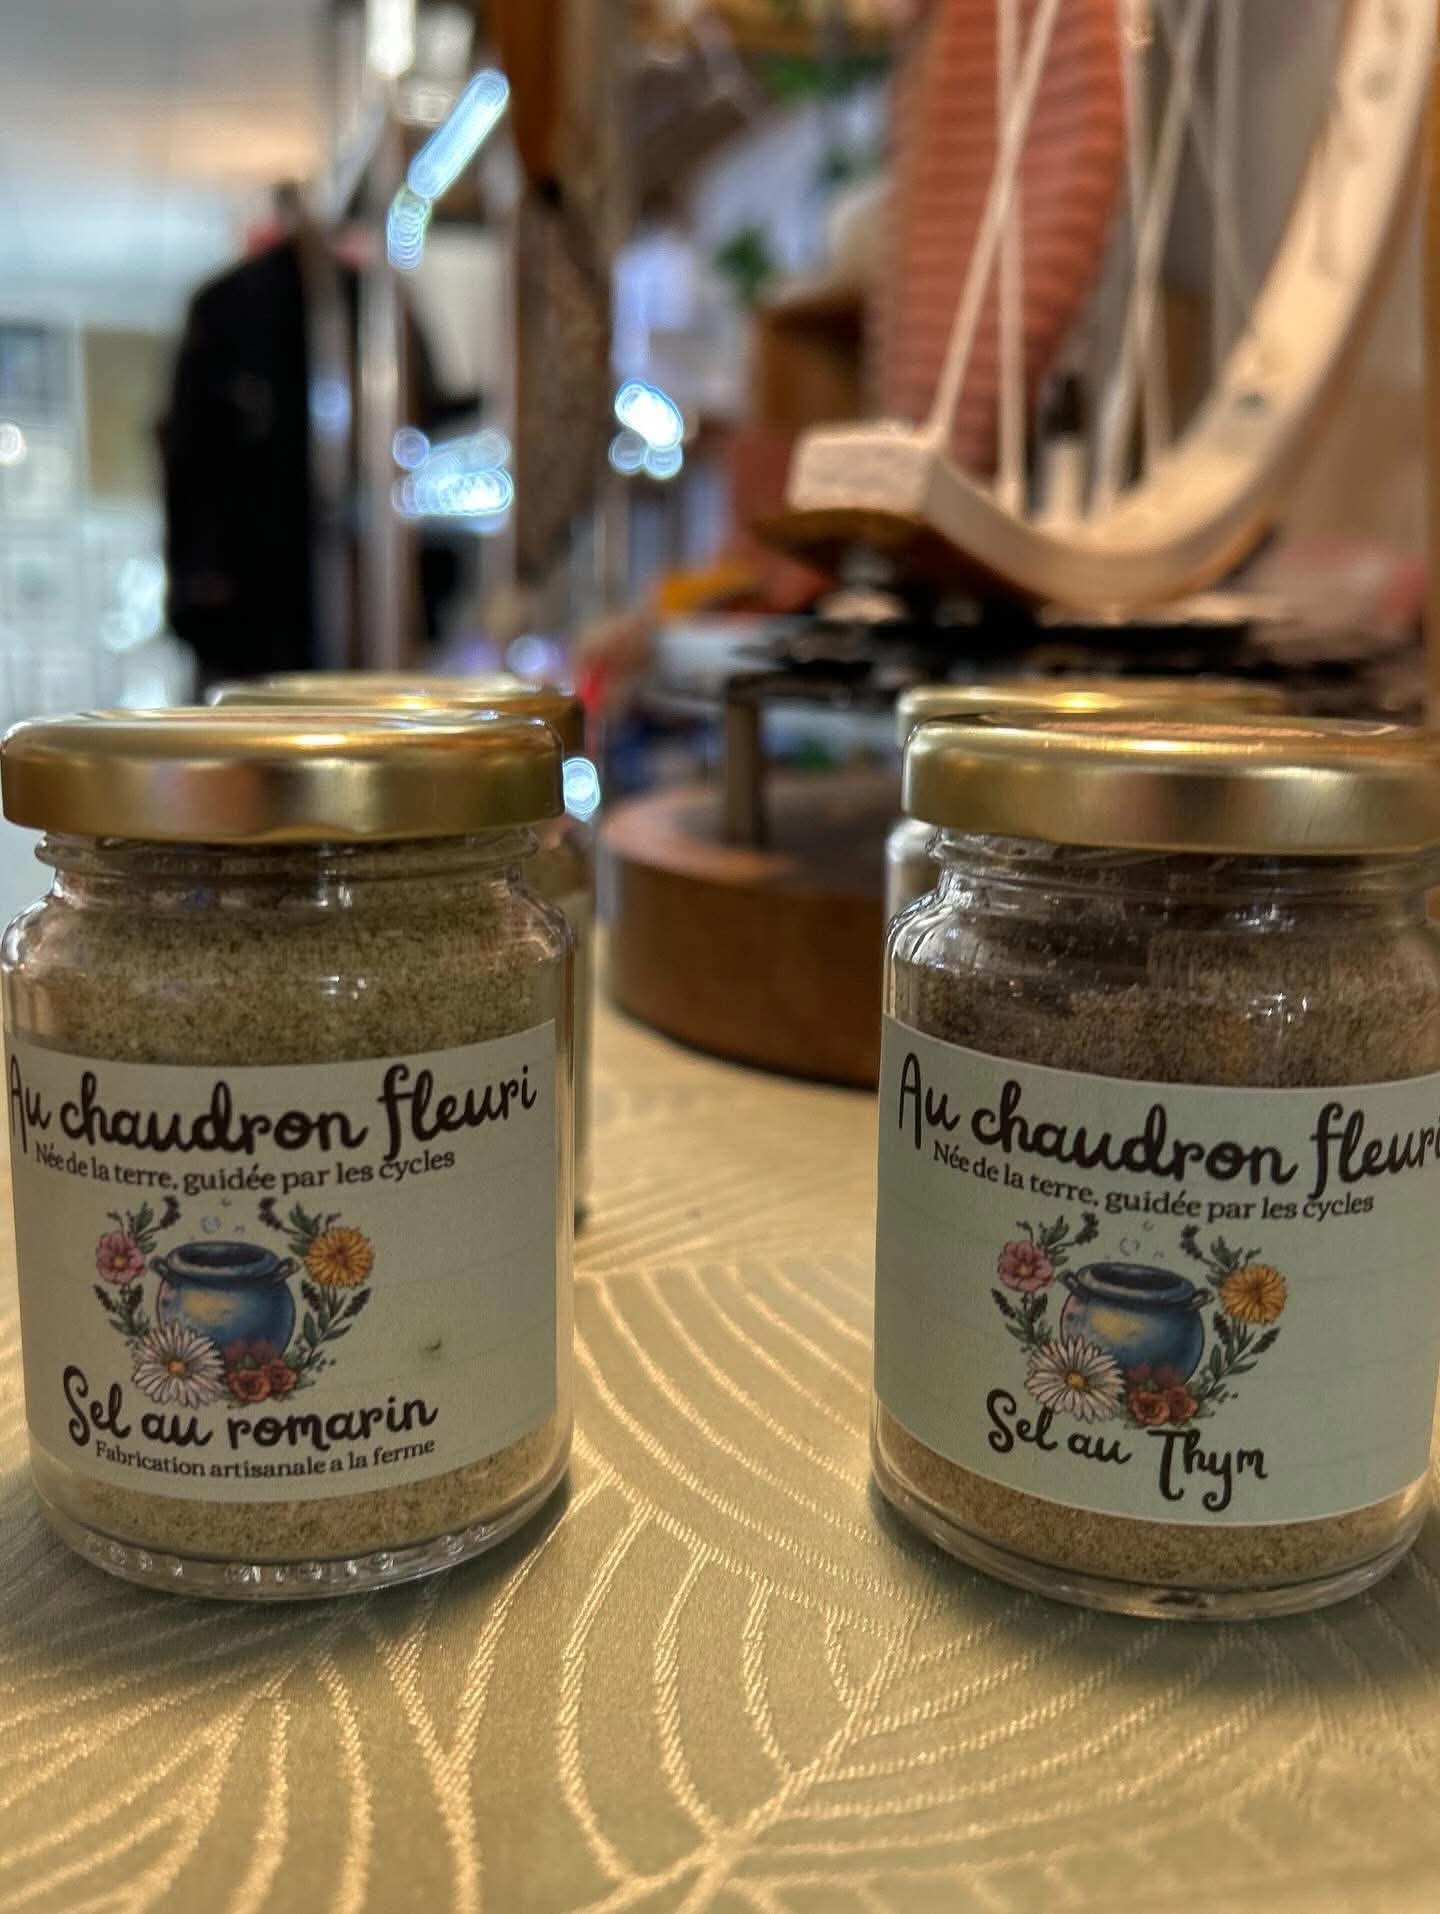 Au chaudron fleuri
Née de la terre, guidée par les cycles
Sel au romarin
Fabrication artisanale a la ferme
Au chaudron fleuri
Née de la terre, guidée par les cycles
Sel au Thym